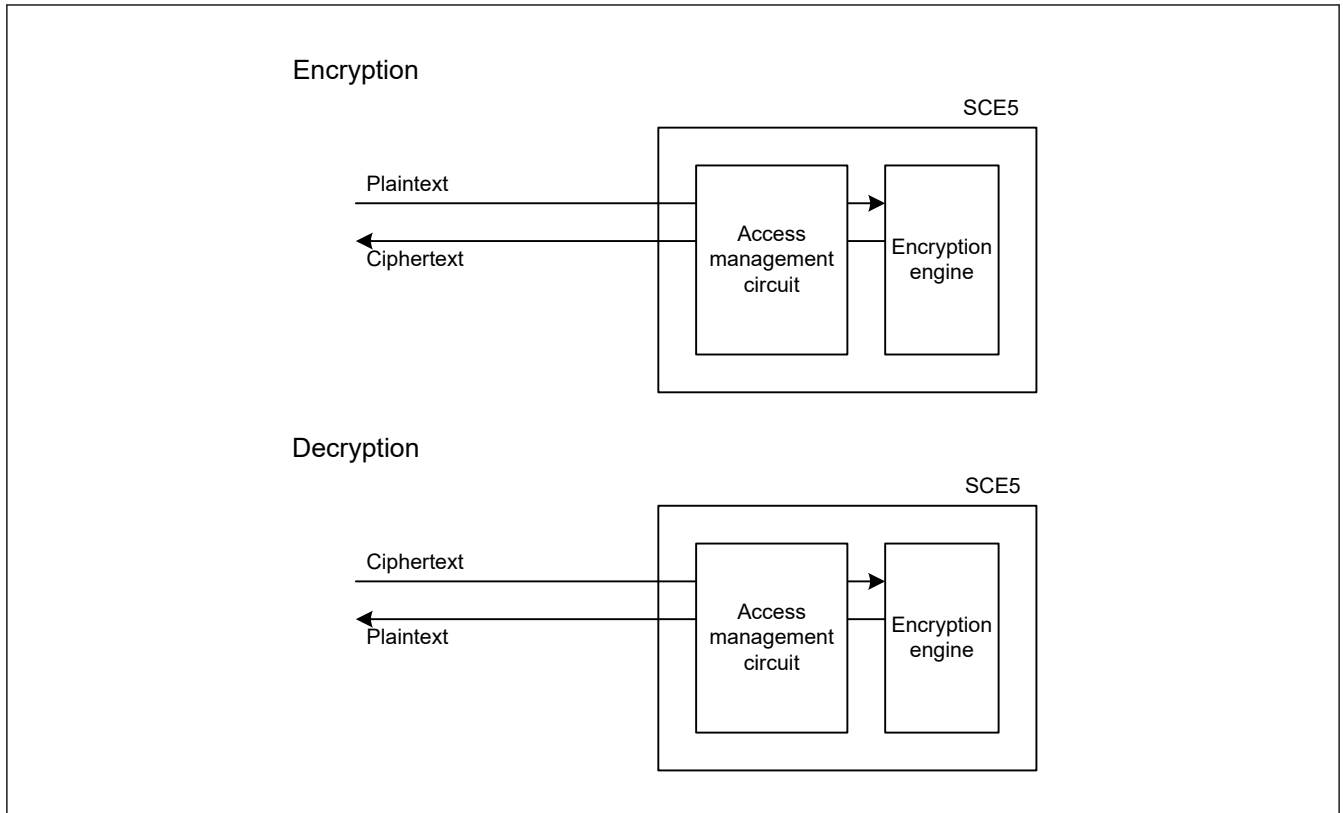 Encryption
SCE5
Plaintext
Ciphertext
Access
management
circuit
Encryption
engine
Decryption
SCE5
Ciphertext
Plaintext
Access
management
circuit
Encryption
engine